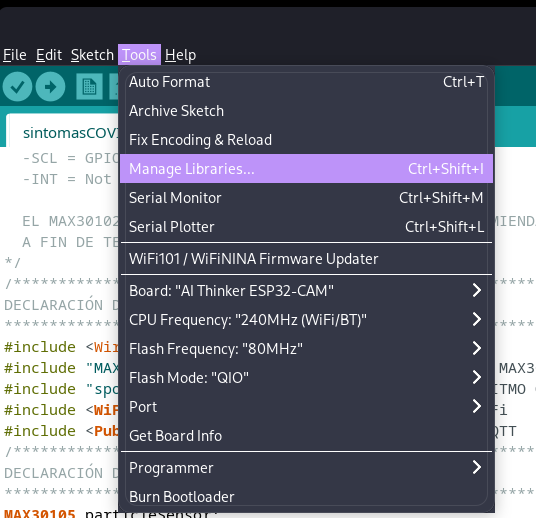 File Edit Sketch Tools Help
Auto Format Ctrl+T
Archive Sketch
sintomasCOVI
Fix Encoding & Reload
-SCL = GPIO
Manage Libraries... Ctrl+Shift+I
-INT = Not
Serial Monitor Ctrl+Shift+M
EL MAX30102
Serial Plotter Ctrl+Shift+L
A FIN DE TE
WiFi101 / WiFiNINA Firmware Updater
*/
/************
DECLARACIÓN D
Board: "AI Thinker ESP32-CAM"
*************
CPU Frequency: "240MHz (WiFi/BT)"
#include <Wir
Flash Frequency: "80MHz"
#include "MAX MAX3
Flash Mode: "QIO"
#include "spo ITMO
#include <WiF Fi
Port
#include <Pub QTT
Get Board Info
/************
Programmer
DECLARACIÓN D
*************
Burn Bootloader
MAX30105 particleSensor;